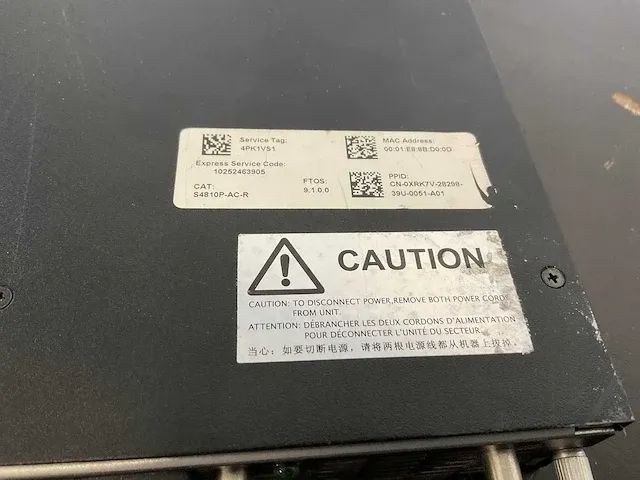 Service Tag:
4PK1VS1
MAC Address:
00:01:E8:8B:D0:0D
Express Service Code:
10252463905
CAT:
S4810P-AC-R
FTOS:
9.1.0.0
PPID:
CN-0XRK7V-28298-
39U-0051-A01
CAUTION
CAUTION: TO DISCONNECT POWER,REMOVE BOTH POWER CORDS
FROM UNIT.
ATTENTION: DÉBRANCHER LES DEUX CORDONS D'ALIMENTATION
POUR DÉCONNECTER L'UNITÉ DU SECTEUR.
当心: 如要切断电源, 请将两根电源线都从机器上拔掉.